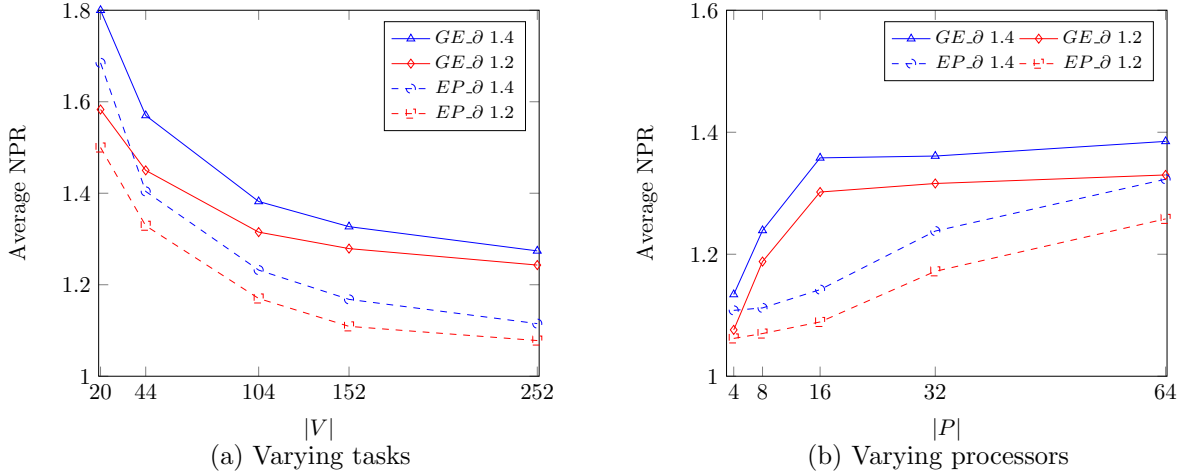 1.8
1.6
1.4
1.2
1
20 44 104 152 252
Average NPR
|V|
GE_∂ 1.4
GE_∂ 1.2
EP_∂ 1.4
EP_∂ 1.2
(a) Varying tasks
1.6
1.4
1.2
1
4 8 16 32 64
Average NPR
|P|
GE_∂ 1.4 GE_∂ 1.2
EP_∂ 1.4 EP_∂ 1.2
(b) Varying processors